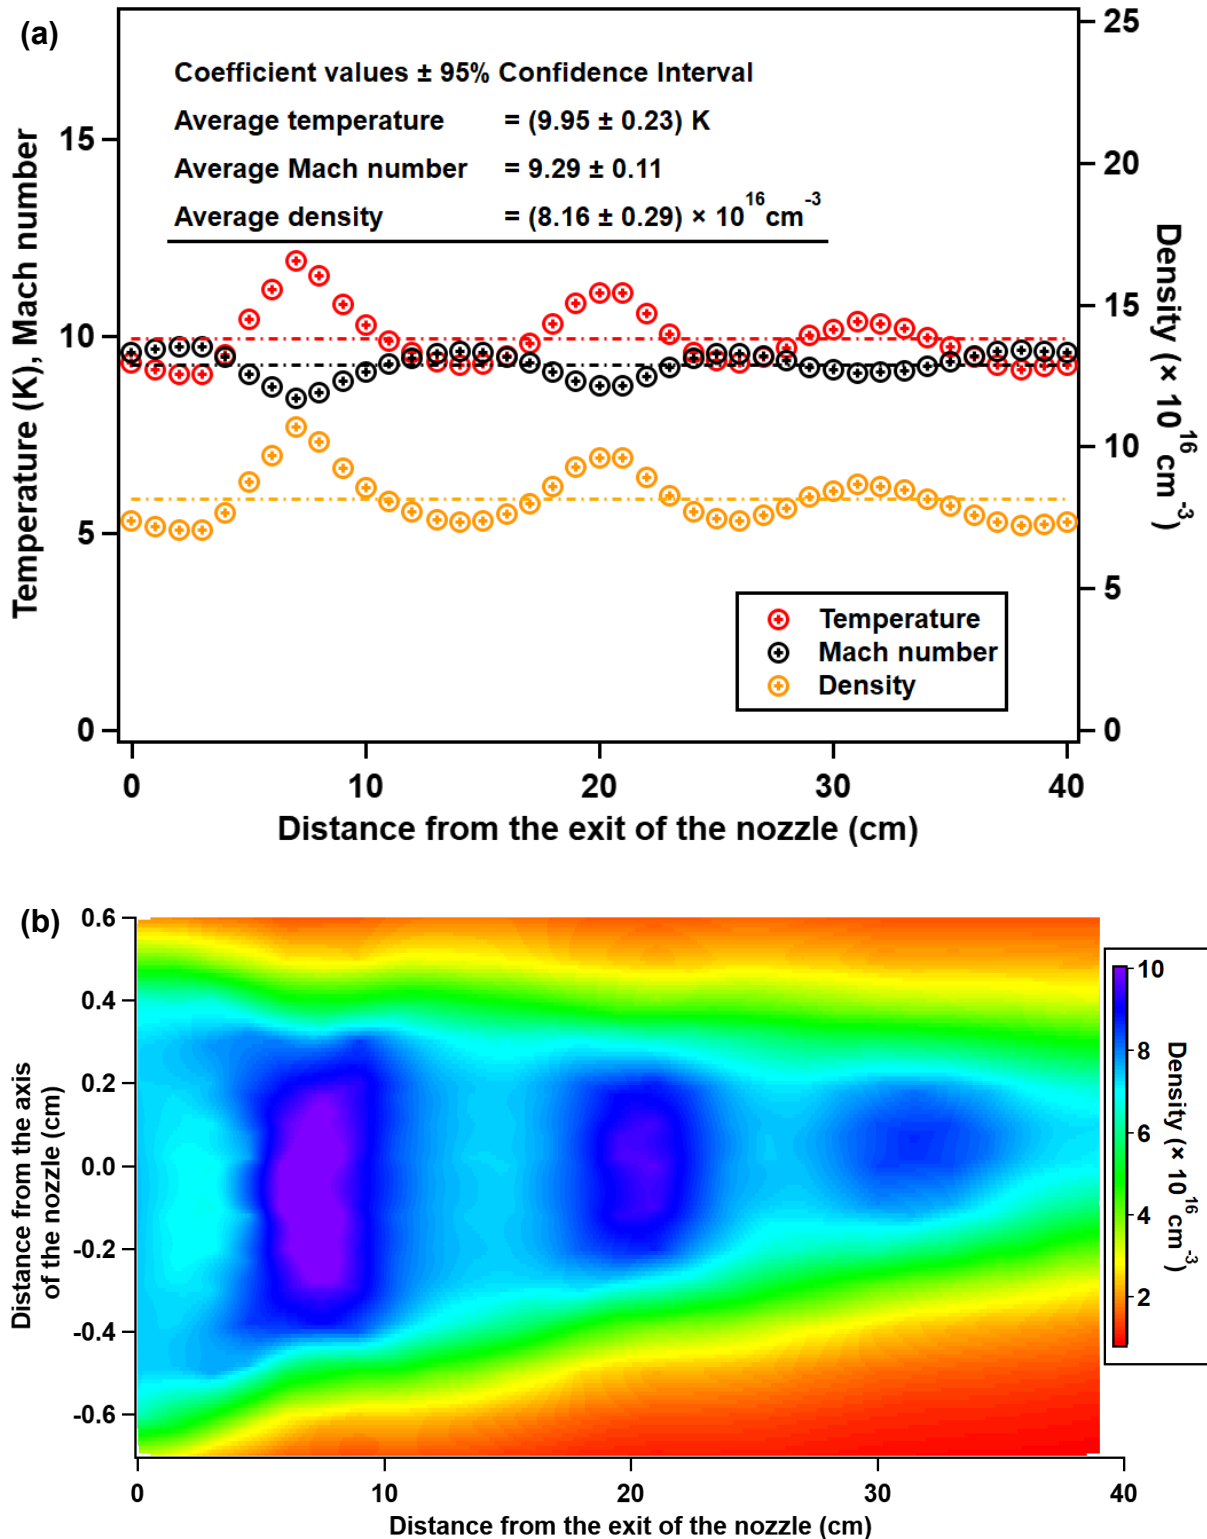 (a)
Coefficient values ± 95% Confidence Interval
Average temperature = (9.95 ± 0.23) K
Average Mach number = 9.29 ± 0.11
Average density = (8.16 ± 0.29) × 10^16 cm^-3
Temperature (K), Mach number
15
10
5
0
25
20
15
10
5
0
Density (× 10^16 cm^-3)
Temperature
Mach number
Density
0 10 20 30 40
Distance from the exit of the nozzle (cm)
(b)
Distance from the axis
of the nozzle (cm)
0.6
0.4
0.2
0.0
-0.2
-0.4
-0.6
10
8
6
4
2
Density (× 10^16 cm^-3)
0 10 20 30 40
Distance from the exit of the nozzle (cm)